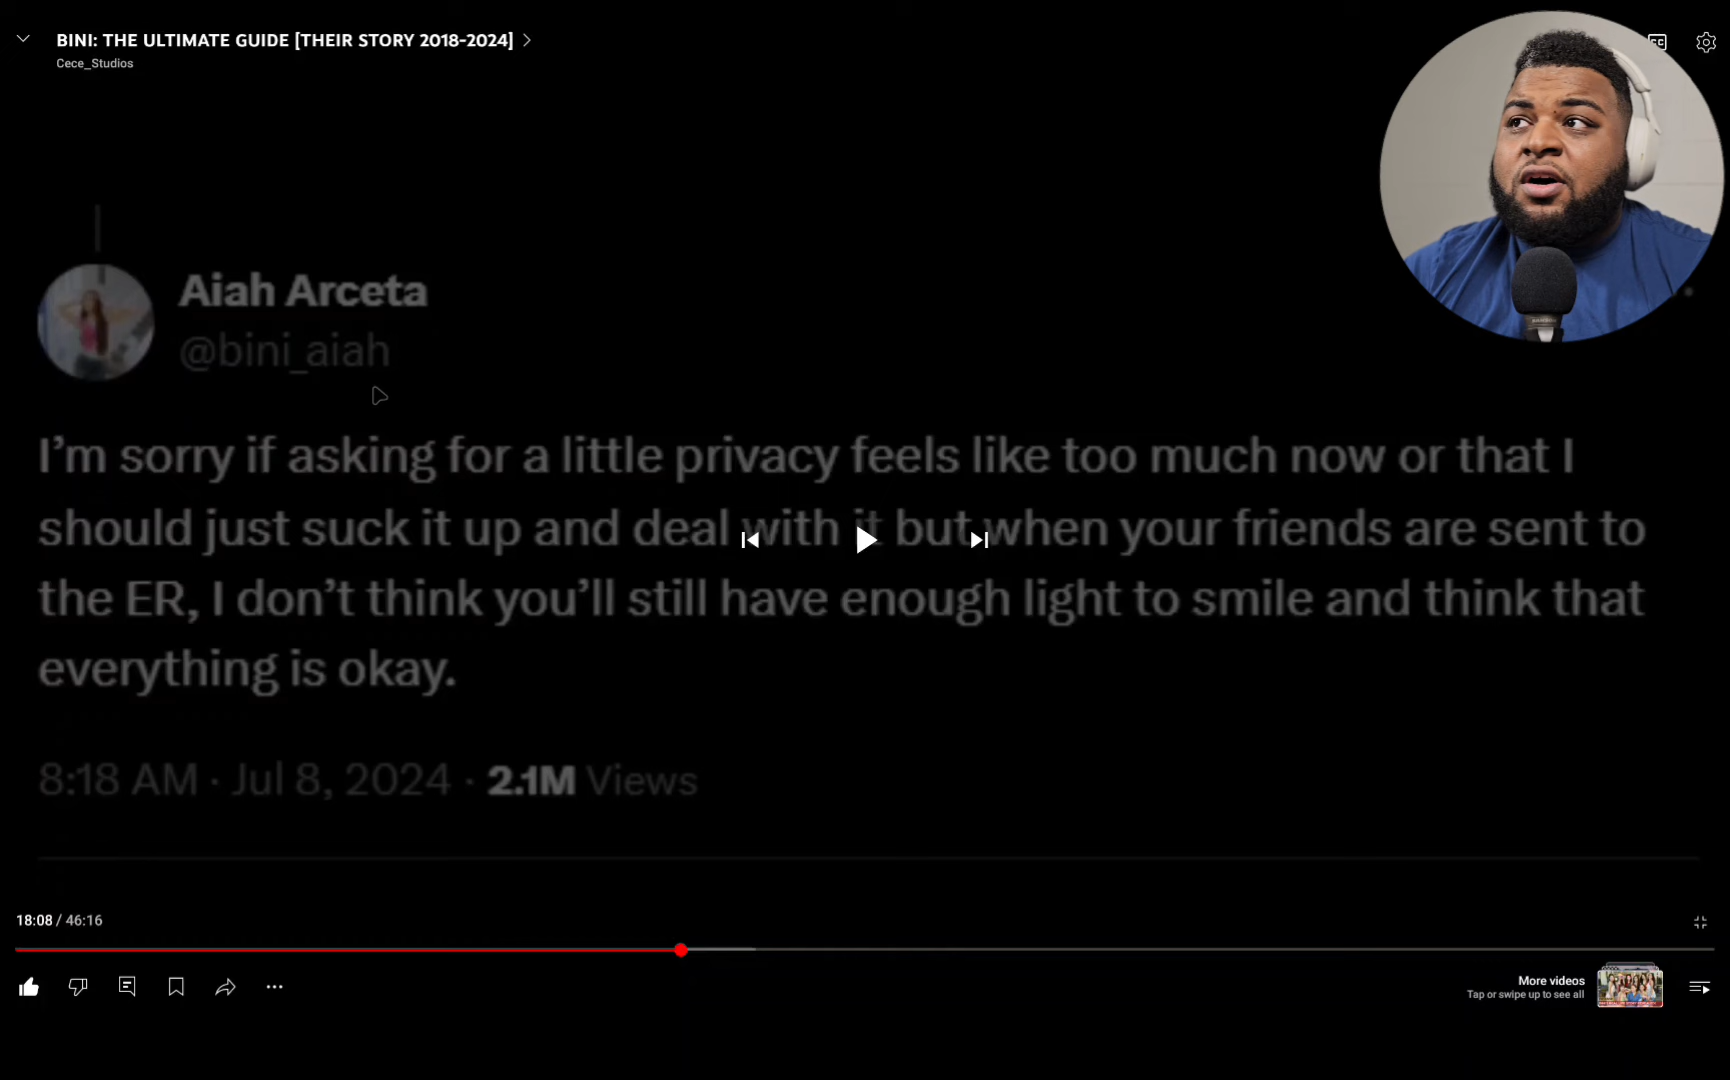 BINI: THE ULTIMATE GUIDE [THEIR STORY 2018-2024]
Cece_Studios
CC
Aiah Arceta
@bini_aiah
I'm sorry if asking for a little privacy feels like too much now or that I
should just suck it up and deal with it but when your friends are sent to
the ER, I don't think you'll still have enough light to smile and think that
everything is okay.
8:18 AM · Jul 8, 2024 · 2.1M Views
18:08 / 46:16
More videos
Tap or swipe up to see all